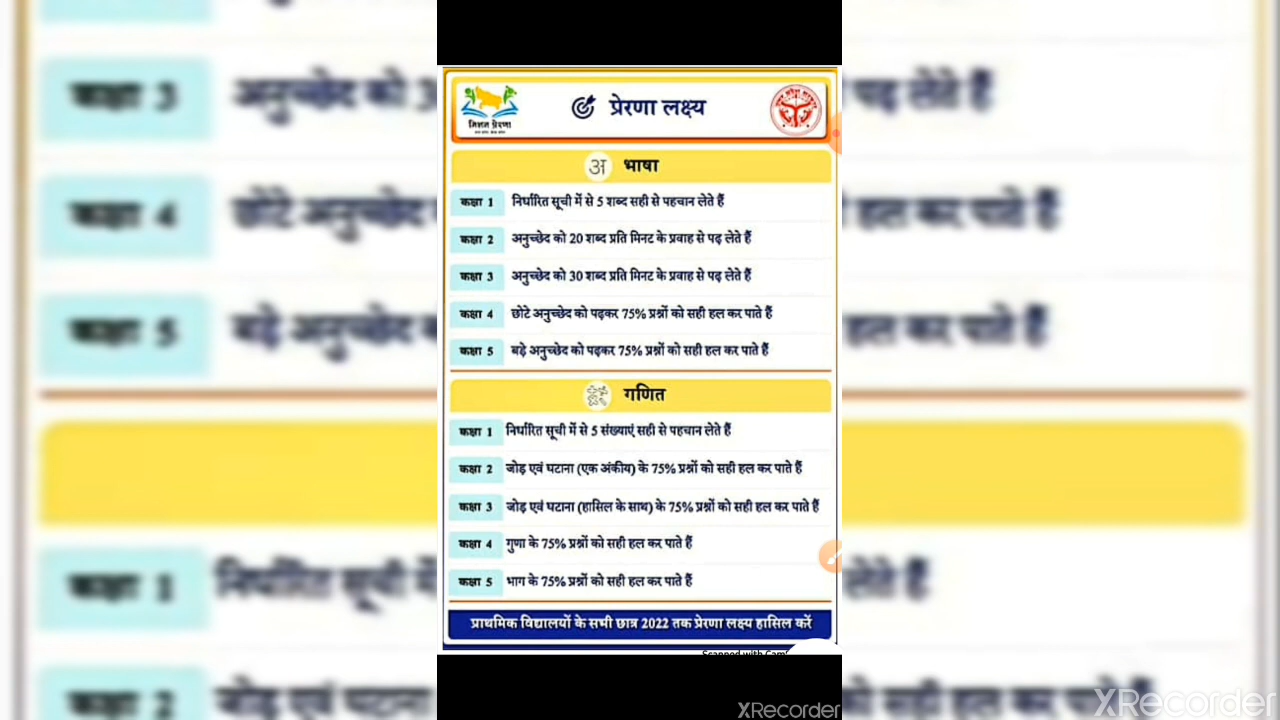 प्रेरणा लक्ष्य
मिशन प्रेरणा
अ भाषा
कक्षा 1 निर्धारित सूची में से 5 शब्द सही से पहचान लेते हैं
कक्षा 2 अनुच्छेद को 20 शब्द प्रति मिनट के प्रवाह से पढ़ लेते हैं
कक्षा 3 अनुच्छेद को 30 शब्द प्रति मिनट के प्रवाह से पढ़ लेते हैं
कक्षा 4 छोटे अनुच्छेद को पढ़कर 75% प्रश्नों को सही हल कर पाते हैं
कक्षा 5 बड़े अनुच्छेद को पढ़कर 75% प्रश्नों को सही हल कर पाते हैं
गणित
कक्षा 1 निर्धारित सूची में से 5 संख्याएं सही से पहचान लेते हैं
कक्षा 2 जोड़ एवं घटाना (एक अंकीय) के 75% प्रश्नों को सही हल कर पाते हैं
कक्षा 3 जोड़ एवं घटाना (हासिल के साथ) के 75% प्रश्नों को सही हल कर पाते हैं
कक्षा 4 गुणा के 75% प्रश्नों को सही हल कर पाते हैं
कक्षा 5 भाग के 75% प्रश्नों को सही हल कर पाते हैं
प्राथमिक विद्यालयों के सभी छात्र 2022 तक प्रेरणा लक्ष्य हासिल करें
Scanned with
XRecorder
XRecorder